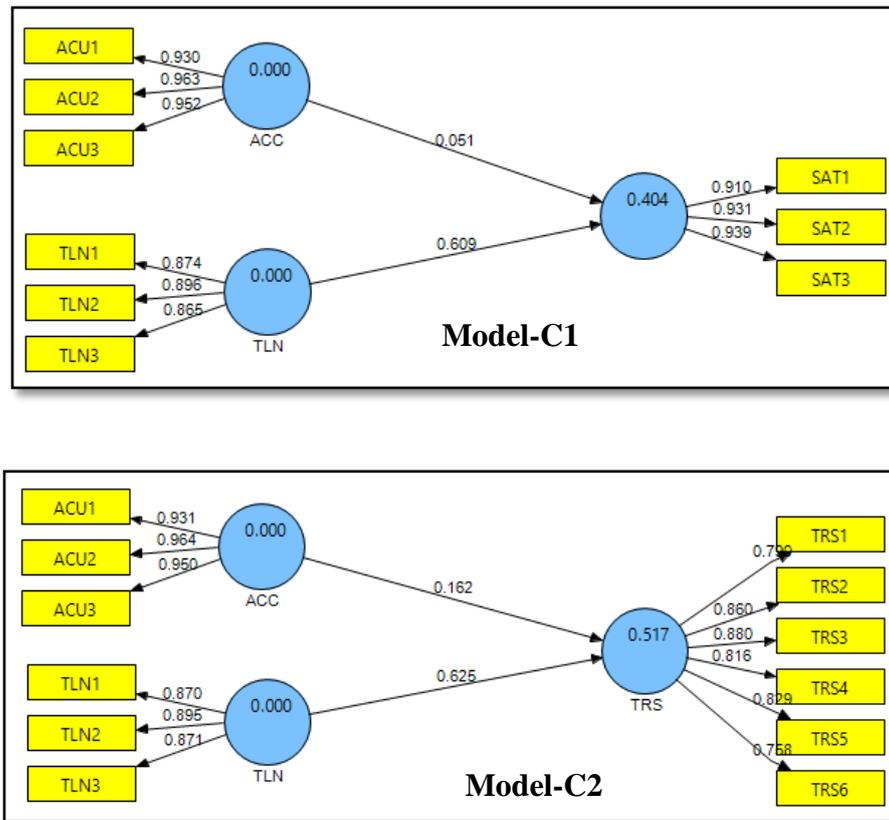 ACU1
0.930
0.000
ACU2
0.963
ACU3
0.952
ACC
0.051
0.404
SAT1
0.910
SAT2
0.931
SAT3
0.939
TLN1
0.874
0.000
TLN2
0.896
TLN3
0.865
TLN
0.609
Model-C1
ACU1
0.931
0.000
ACU2
0.964
ACU3
0.950
ACC
0.162
0.517
TRS
TRS1
TRS2
0.860
TRS3
0.880
TRS4
0.816
TRS5
0.829
TRS6
0.758
TLN1
0.870
0.000
TLN2
0.895
TLN3
0.871
TLN
0.625
Model-C2